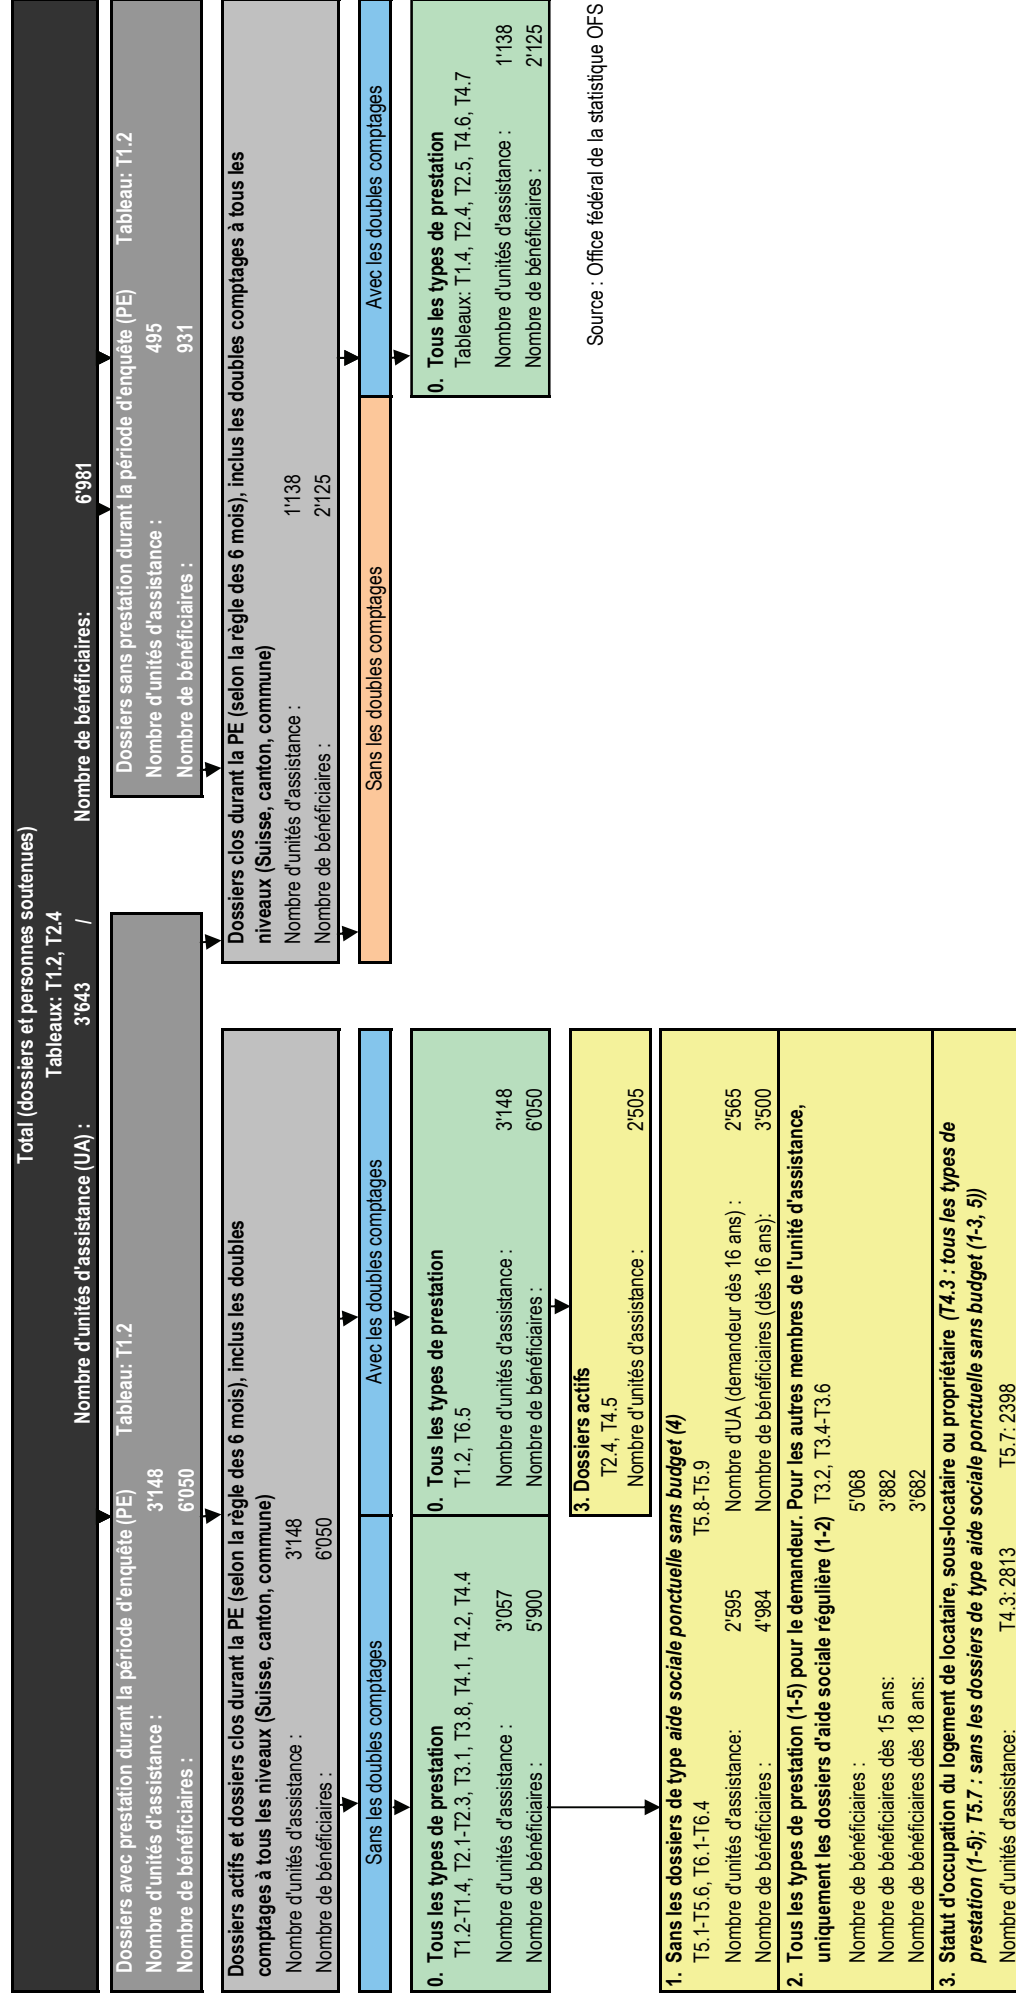 Total (dossiers et personnes soutenues)
Tableaux: T1.2, T2.4
Nombre d'unités d'assistance (UA) : 3'643 / Nombre de bénéficiaires: 6'981
Dossiers avec prestation durant la période d'enquête (PE) Tableau: T1.2
Nombre d'unités d'assistance : 3'148
Nombre de bénéficiaires : 6'050
Dossiers sans prestation durant la période d'enquête (PE) Tableau: T1.2
Nombre d'unités d'assistance : 495
Nombre de bénéficiaires : 931
Dossiers actifs et dossiers clos durant la PE (selon la règle des 6 mois), inclus les doubles
comptages à tous les niveaux (Suisse, canton, commune)
Nombre d'unités d'assistance : 3'148
Nombre de bénéficiaires : 6'050
Dossiers clos durant la PE (selon la règle des 6 mois), inclus les doubles comptages à tous les
niveaux (Suisse, canton, commune)
Nombre d'unités d'assistance : 1'138
Nombre de bénéficiaires : 2'125
Sans les doubles comptages
Avec les doubles comptages
Sans les doubles comptages
Avec les doubles comptages
0. Tous les types de prestation
T1.2-T1.4, T2.1-T2.3, T3.1, T3.8, T4.1, T4.2, T4.4
Nombre d'unités d'assistance : 3'057
Nombre de bénéficiaires : 5'900
0. Tous les types de prestation
T1.2, T6.5
Nombre d'unités d'assistance : 3'148
Nombre de bénéficiaires : 6'050
0. Tous les types de prestation
Tableaux: T1.4, T2.4, T2.5, T4.6, T4.7
Nombre d'unités d'assistance : 1'138
Nombre de bénéficiaires : 2'125
3. Dossiers actifs
T2.4, T4.5
Nombre d'unités d'assistance : 2'505
Source : Office fédéral de la statistique OFS
1. Sans les dossiers de type aide sociale ponctuelle sans budget (4)
T5.1-T5.6, T6.1-T6.4 T5.8-T5.9
Nombre d'unités d'assistance: 2'595 Nombre d'UA (demandeur dès 16 ans) : 2'565
Nombre de bénéficiaires : 4'984 Nombre de bénéficiaires (dès 16 ans): 3'500
2. Tous les types de prestation (1-5) pour le demandeur. Pour les autres membres de l'unité d'assistance,
uniquement les dossiers d'aide sociale régulière (1-2) T3.2, T3.4-T3.6
Nombre de bénéficiaires : 5'068
Nombre de bénéficiaires dès 15 ans: 3'882
Nombre de bénéficiaires dès 18 ans: 3'682
3. Statut d'occupation du logement de locataire, sous-locataire ou propriétaire (T4.3 : tous les types de
prestation (1-5); T5.7 : sans les dossiers de type aide sociale ponctuelle sans budget (1-3, 5))
Nombre d'unités d'assistance: T4.3: 2813 T5.7: 2398